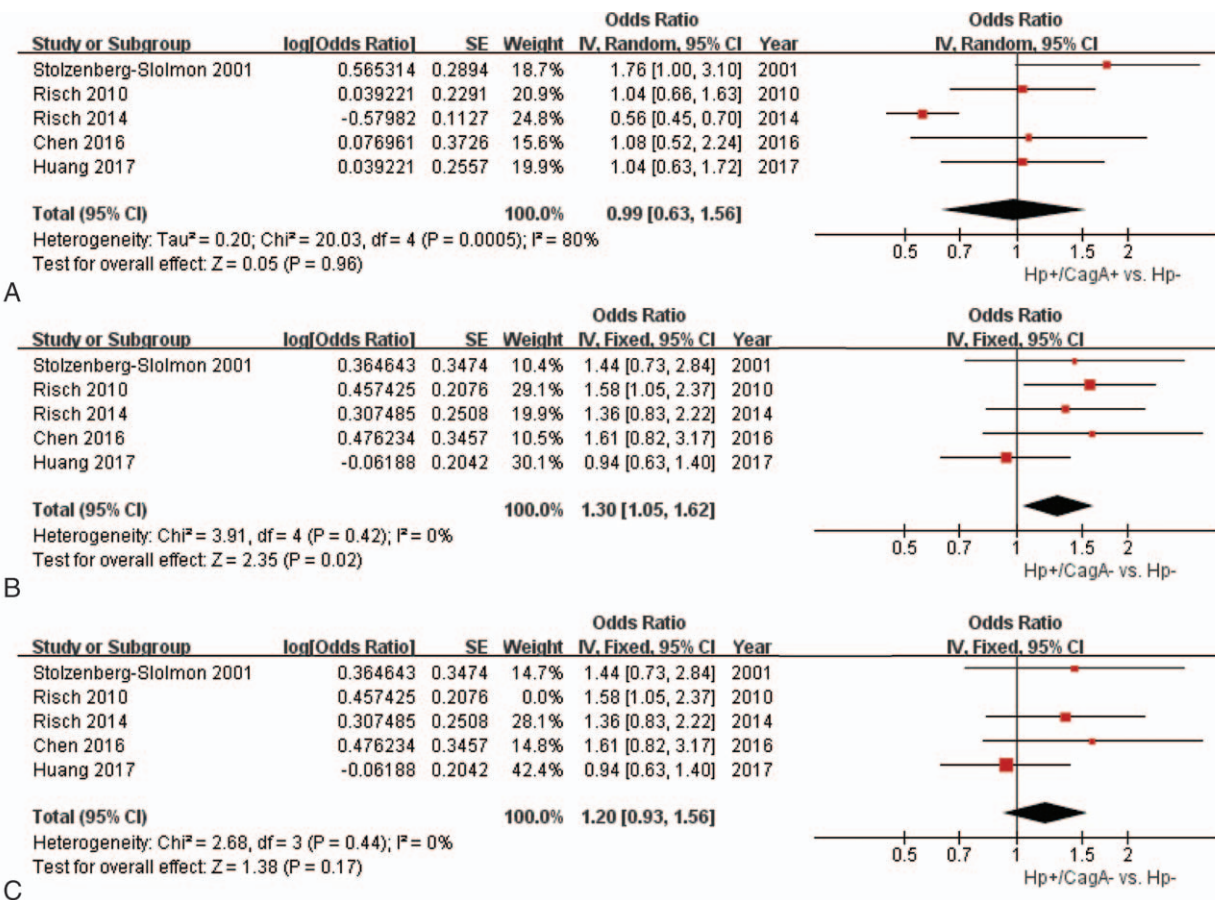 Odds Ratio Odds Ratio
Study or Subgroup log[Odds Ratio] SE Weight IV, Random, 95% CI Year IV, Random, 95% CI
Stolzenberg-Slolmon 2001 0.565314 0.2894 18.7% 1.76 [1.00, 3.10] 2001
Risch 2010 0.039221 0.2291 20.9% 1.04 [0.66, 1.63] 2010
Risch 2014 -0.57982 0.1127 24.8% 0.56 [0.45, 0.70] 2014
Chen 2016 0.076961 0.3726 15.6% 1.08 [0.52, 2.24] 2016
Huang 2017 0.039221 0.2557 19.9% 1.04 [0.63, 1.72] 2017
Total (95% CI) 100.0% 0.99 [0.63, 1.56]
Heterogeneity: Tau² = 0.20; Chi² = 20.03, df = 4 (P = 0.0005); I² = 80%
Test for overall effect: Z = 0.05 (P = 0.96)
0.5 0.7 1 1.5 2
Hp+/CagA+ vs. Hp-
A
Odds Ratio Odds Ratio
Study or Subgroup log[Odds Ratio] SE Weight IV, Fixed, 95% CI Year IV, Fixed, 95% CI
Stolzenberg-Slolmon 2001 0.364643 0.3474 10.4% 1.44 [0.73, 2.84] 2001
Risch 2010 0.457425 0.2076 29.1% 1.58 [1.05, 2.37] 2010
Risch 2014 0.307485 0.2508 19.9% 1.36 [0.83, 2.22] 2014
Chen 2016 0.476234 0.3457 10.5% 1.61 [0.82, 3.17] 2016
Huang 2017 -0.06188 0.2042 30.1% 0.94 [0.63, 1.40] 2017
Total (95% CI) 100.0% 1.30 [1.05, 1.62]
Heterogeneity: Chi² = 3.91, df = 4 (P = 0.42); I² = 0%
Test for overall effect: Z = 2.35 (P = 0.02)
0.5 0.7 1 1.5 2
Hp+/CagA- vs. Hp-
B
Odds Ratio Odds Ratio
Study or Subgroup log[Odds Ratio] SE Weight IV, Fixed, 95% CI Year IV, Fixed, 95% CI
Stolzenberg-Slolmon 2001 0.364643 0.3474 14.7% 1.44 [0.73, 2.84] 2001
Risch 2010 0.457425 0.2076 0.0% 1.58 [1.05, 2.37] 2010
Risch 2014 0.307485 0.2508 28.1% 1.36 [0.83, 2.22] 2014
Chen 2016 0.476234 0.3457 14.8% 1.61 [0.82, 3.17] 2016
Huang 2017 -0.06188 0.2042 42.4% 0.94 [0.63, 1.40] 2017
Total (95% CI) 100.0% 1.20 [0.93, 1.56]
Heterogeneity: Chi² = 2.68, df = 3 (P = 0.44); I² = 0%
Test for overall effect: Z = 1.38 (P = 0.17)
0.5 0.7 1 1.5 2
Hp+/CagA- vs. Hp-
C